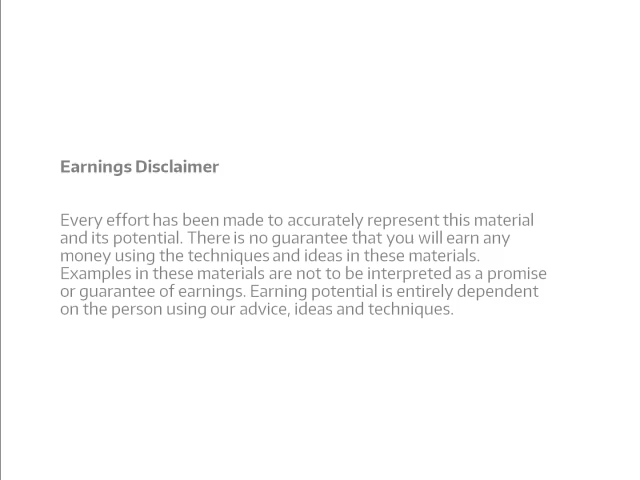 Earnings Disclaimer
Every effort has been made to accurately represent this material
and its potential. There is no guarantee that you will earn any
money using the techniques and ideas in these materials.
Examples in these materials are not to be interpreted as a promise
or guarantee of earnings. Earning potential is entirely dependent
on the person using our advice, ideas and techniques.